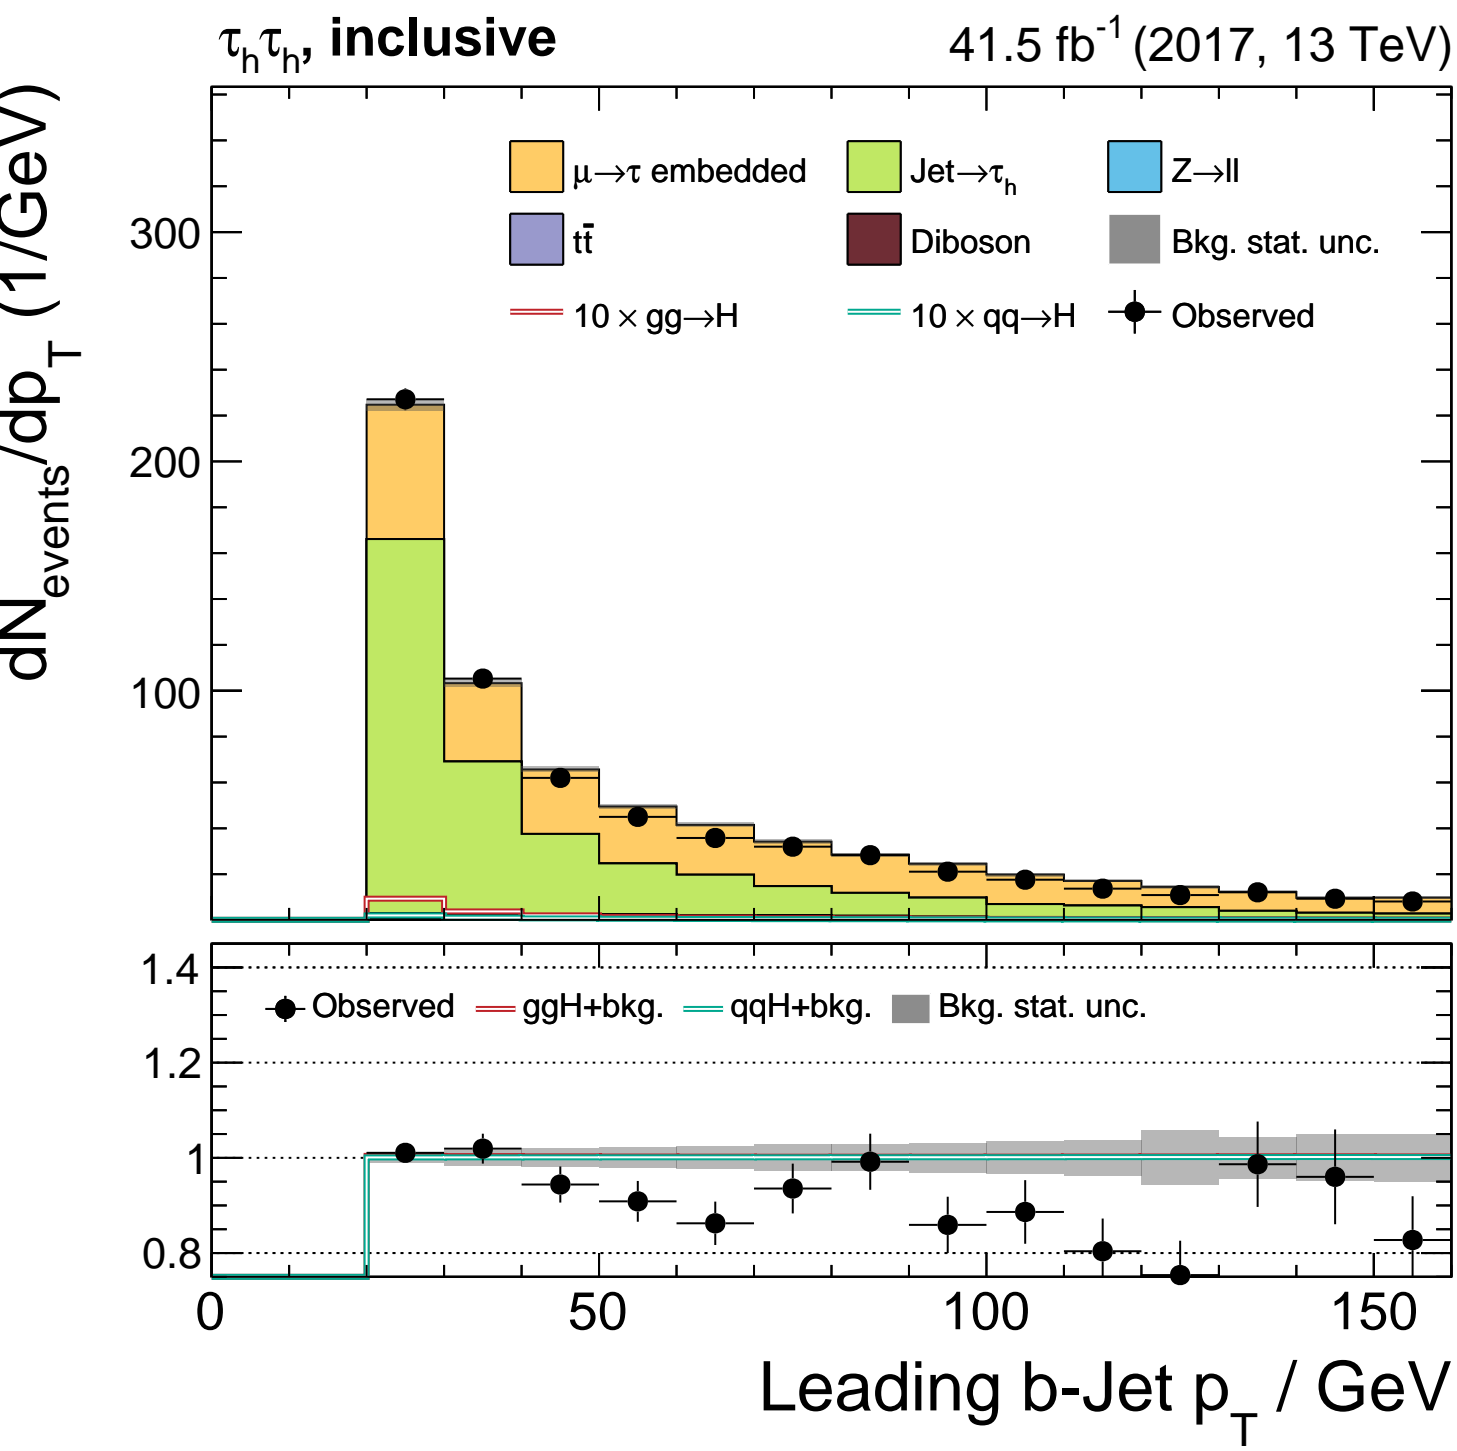 τhτh, inclusive 41.5 fb-1 (2017, 13 TeV)
dNevents/dpT (1/GeV)
μ→τ embedded Jet→τh Z→ll
tt̄ Diboson Bkg. stat. unc.
10 × gg→H 10 × qq→H Observed
300
200
100
1.4
Observed ggH+bkg. qqH+bkg. Bkg. stat. unc.
1.2
1
0.8
0 50 100 150
Leading b-Jet pT / GeV